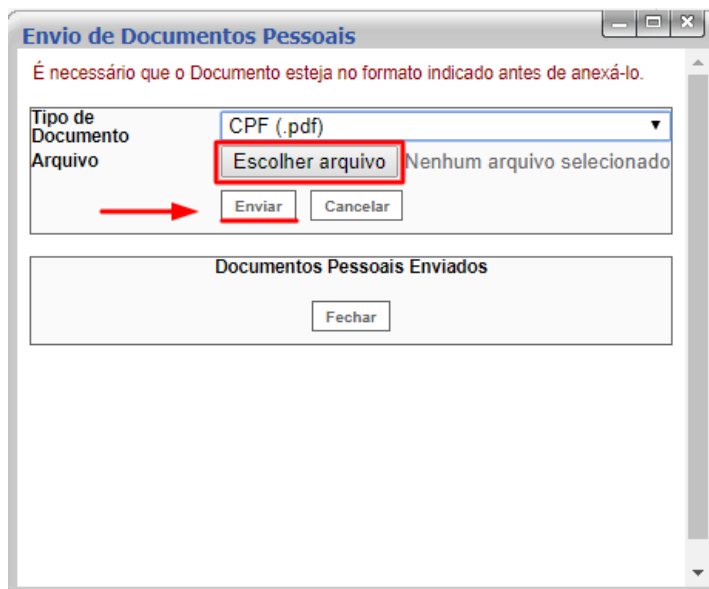 Envio de Documentos Pessoais
É necessário que o Documento esteja no formato indicado antes de anexá-lo.
Tipo de
Documento
CPF (.pdf)
Arquivo
Escolher arquivo Nenhum arquivo selecionado
Enviar Cancelar
Documentos Pessoais Enviados
Fechar